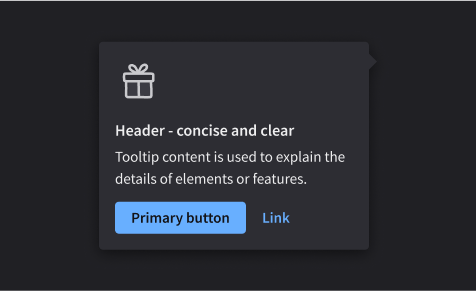 Header - concise and clear
Tooltip content is used to explain the
details of elements or features.
Primary button Link